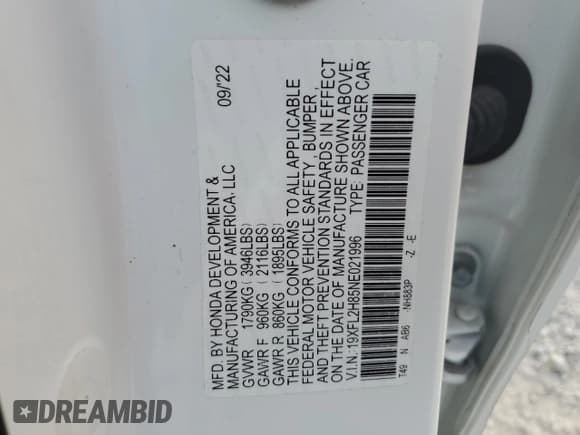 09/'22
MFD. BY HONDA DEVELOPMENT &
MANUFACTURING OF AMERICA, LLC
GVWR 1790KG(3946LBS)
GAWR F 960KG(2116LBS)
GAWR R 860KG(1895LBS)
THIS VEHICLE CONFORMS TO ALL APPLICABLE
FEDERAL MOTOR VEHICLE SAFETY, BUMPER,
AND THEFT PREVENTION STANDARDS IN EFFECT
ON THE DATE OF MANUFACTURE SHOWN ABOVE.
V.I.N.: 19XFL2H85NE021996 TYPE: PASSENGER CAR
T49 N AB6 NH883P -Z -E
DREAMBID